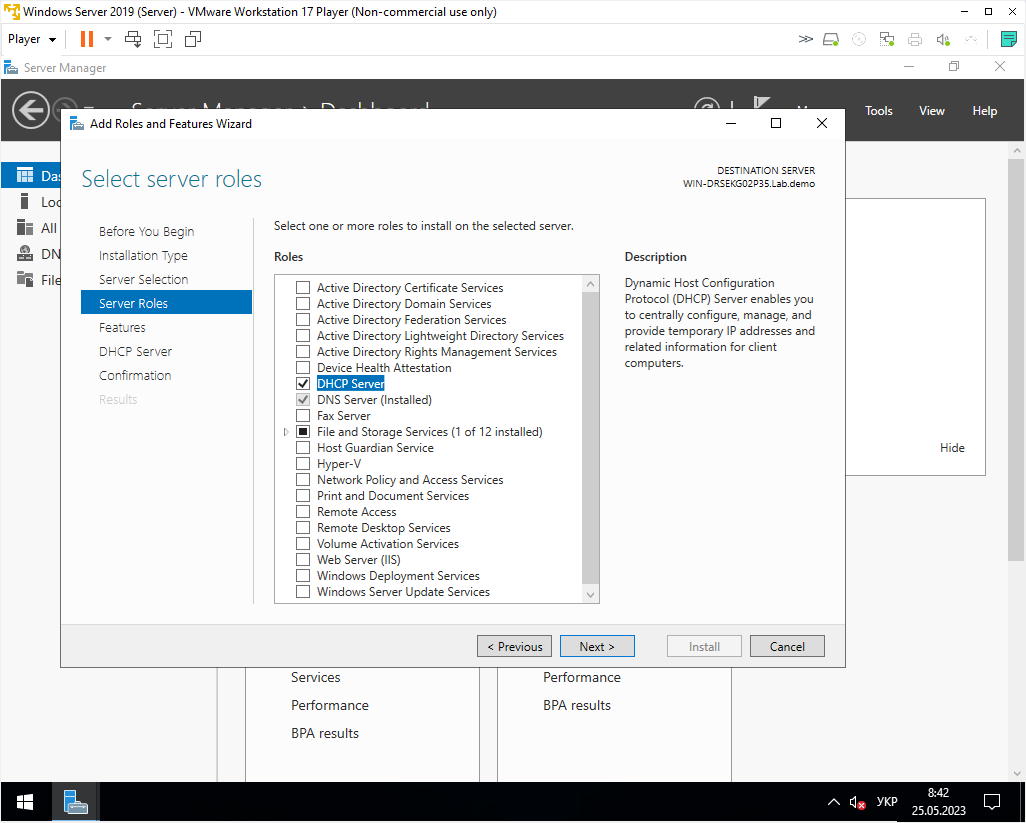 Windows Server 2019 (Server) - VMware Workstation 17 Player (Non-commercial use only)
Player
Server Manager
Server Manager Dashboard
Tools
View
Help
Add Roles and Features Wizard
Select server roles
DESTINATION SERVER
WIN-DRSEKG02P35.Lab.demo
Before You Begin
Installation Type
Server Selection
Server Roles
Features
DHCP Server
Confirmation
Results
Select one or more roles to install on the selected server.
Roles
Active Directory Certificate Services
Active Directory Domain Services
Active Directory Federation Services
Active Directory Lightweight Directory Services
Active Directory Rights Management Services
Device Health Attestation
DHCP Server
DNS Server (Installed)
Fax Server
File and Storage Services (1 of 12 installed)
Host Guardian Service
Hyper-V
Network Policy and Access Services
Print and Document Services
Remote Access
Remote Desktop Services
Volume Activation Services
Web Server (IIS)
Windows Deployment Services
Windows Server Update Services
Description
Dynamic Host Configuration
Protocol (DHCP) Server enables you
to centrally configure, manage, and
provide temporary IP addresses and
related information for client
computers.
Das
Loc
All
DN
File
Hide
< Previous
Next >
Install
Cancel
Services
Performance
BPA results
Performance
BPA results
УКР
8:42
25.05.2023